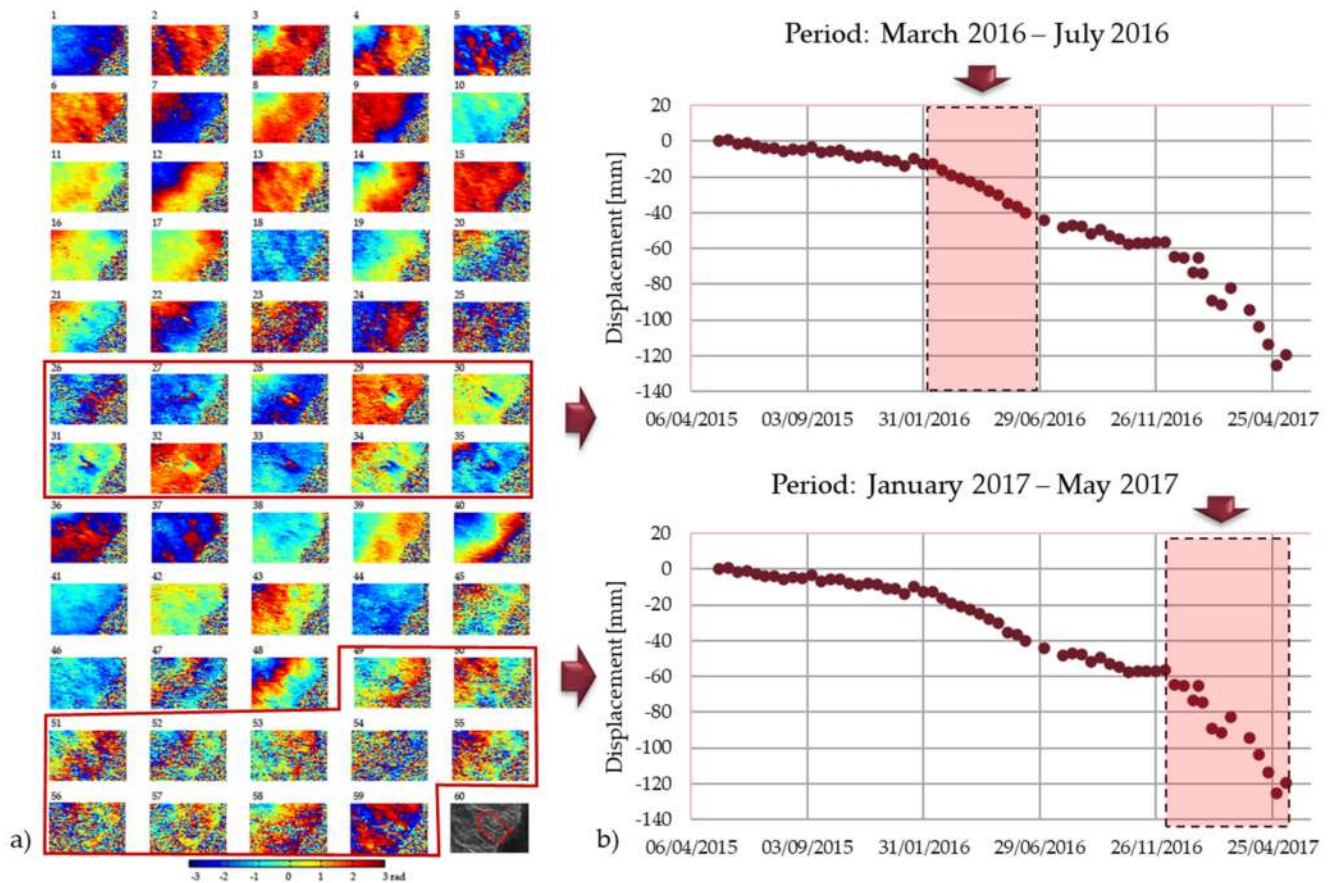 1 2 3 4 5
6 7 8 9 10
11 12 13 14 15
16 17 18 19 20
21 22 23 24 25
26 27 28 29 30
31 32 33 34 35
36 37 38 39 40
41 42 43 44 45
46 47 48 49 50
51 52 53 54 55
56 57 58 59 60
a)
-3 -2 -1 0 1 2 3 rad
Period: March 2016 – July 2016
Displacement [mm]
20
0
-20
-40
-60
-80
-100
-120
-140
06/04/2015 03/09/2015 31/01/2016 29/06/2016 26/11/2016 25/04/2017
Period: January 2017 – May 2017
Displacement [mm]
20
0
-20
-40
-60
-80
-100
-120
-140
06/04/2015 03/09/2015 31/01/2016 29/06/2016 26/11/2016 25/04/2017
b)